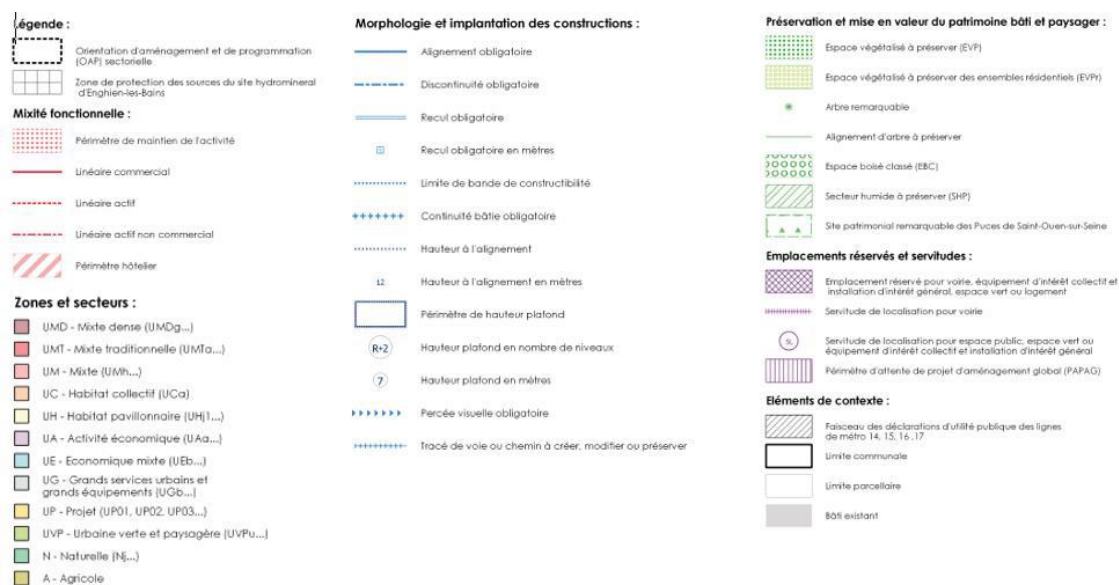 Légende :
Orientation d'aménagement et de programmation
(OAP) sectorielle
Zone de protection des sources du site hydrominéral
d'Enghien-les-Bains
Mixité fonctionnelle :
Périmètre de maintien de l'activité
Linéaire commercial
Linéaire actif
Linéaire actif non commercial
Périmètre hôtelier
Zones et secteurs :
UMD - Mixte dense (UMDg...)
UMT - Mixte traditionnelle (UMTa...)
UM - Mixte (UMh...)
UC - Habitat collectif (UCa)
UH - Habitat pavillonnaire (UHj1...)
UA - Activité économique (UAa...)
UE - Economique mixte (UEb...)
UG - Grands services urbains et
grands équipements (UGb...)
UP - Projet (UP01, UP02, UP03...)
UVP - Urbaine verte et paysagère (UVPu...)
N - Naturelle (Nj...)
A - Agricole
Morphologie et implantation des constructions :
Alignement obligatoire
Discontinuité obligatoire
Recul obligatoire
Recul obligatoire en mètres
Limite de bande de constructibilité
Continuité bâtie obligatoire
Hauteur à l'alignement
12 Hauteur à l'alignement en mètres
Périmètre de hauteur plafond
R+2 Hauteur plafond en nombre de niveaux
7 Hauteur plafond en mètres
Percée visuelle obligatoire
Tracé de voie ou chemin à créer, modifier ou préserver
Préservation et mise en valeur du patrimoine bâti et paysager :
Espace végétalisé à préserver (EVP)
Espace végétalisé à préserver des ensembles résidentiels (EVPr)
Arbre remarquable
Alignement d'arbre à préserver
Espace boisé classé (EBC)
Secteur humide à préserver (SHP)
Site patrimonial remarquable des Puces de Saint-Ouen-sur-Seine
Emplacements réservés et servitudes :
Emplacement réservé pour voirie, équipement d'intérêt collectif et
installation d'intérêt général, espace vert ou logement
Servitude de localisation pour voirie
SL Servitude de localisation pour espace public, espace vert ou
équipement d'intérêt collectif et installation d'intérêt général
Périmètre d'attente de projet d'aménagement global (PAPAG)
Eléments de contexte :
Faisceau des déclarations d'utilité publique des lignes
de métro 14, 15, 16 ,17
Limite communale
Limite parcellaire
Bâti existant